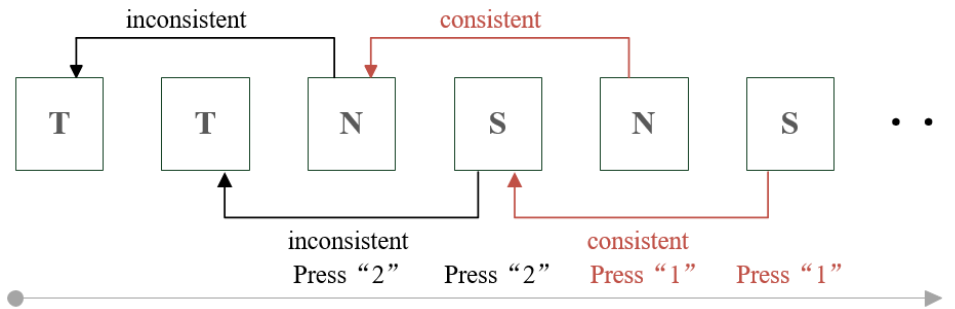 inconsistent consistent
T T N S N S ..
inconsistent consistent
Press “2” Press “2” Press “1” Press “1”